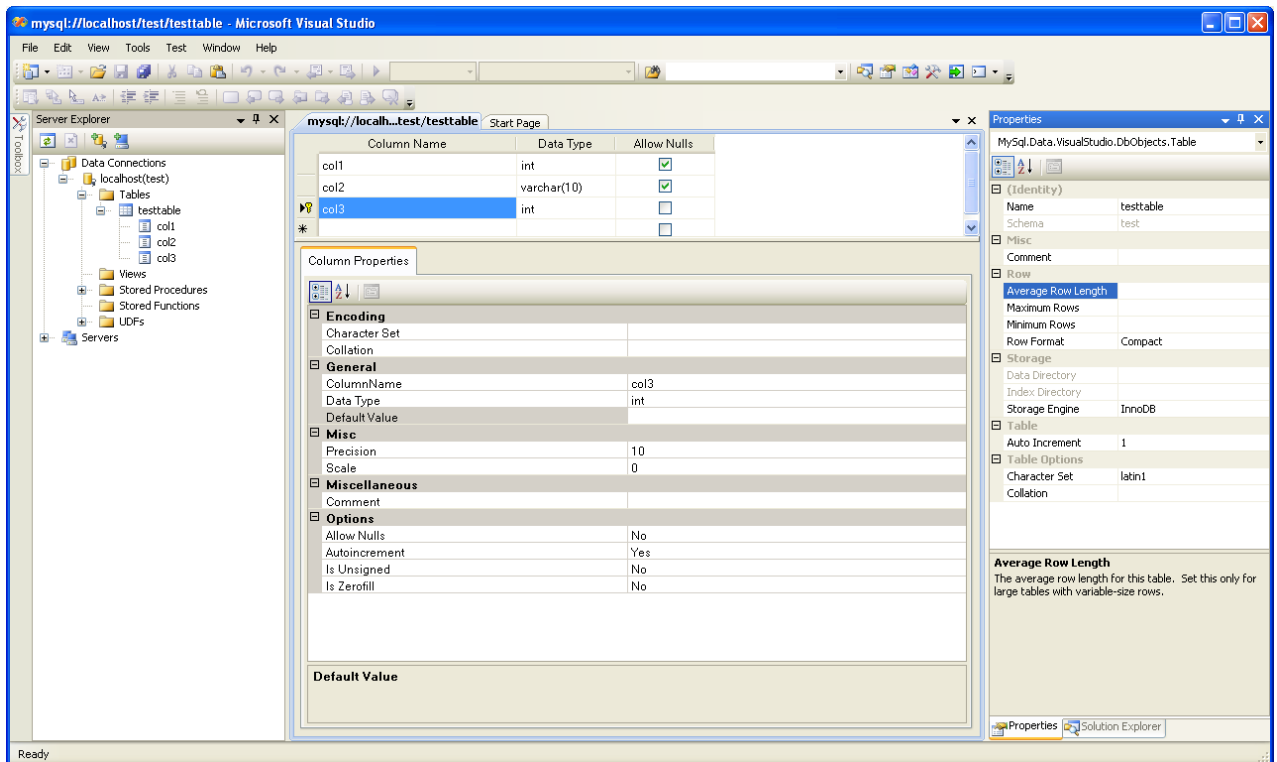 mysql://localhost/test/testtable - Microsoft Visual Studio
File Edit View Tools Test Window Help
Toolbox
Server Explorer
Data Connections
localhost(test)
Tables
testtable
col1
col2
col3
Views
Stored Procedures
Stored Functions
UDFs
Servers
mysql://localh...test/testtable Start Page
Column Name Data Type Allow Nulls
col1 int
col2 varchar(10)
col3 int
Column Properties
Encoding
Character Set
Collation
General
ColumnName col3
Data Type int
Default Value
Misc
Precision 10
Scale 0
Miscellaneous
Comment
Options
Allow Nulls No
Autoincrement Yes
Is Unsigned No
Is Zerofill No
Default Value
Properties
MySql.Data.VisualStudio.DbObjects.Table
(Identity)
Name testtable
Schema test
Misc
Comment
Row
Average Row Length
Maximum Rows
Minimum Rows
Row Format Compact
Storage
Data Directory
Index Directory
Storage Engine InnoDB
Table
Auto Increment 1
Table Options
Character Set latin1
Collation
Average Row Length
The average row length for this table. Set this only for
large tables with variable-size rows.
Properties Solution Explorer
Ready